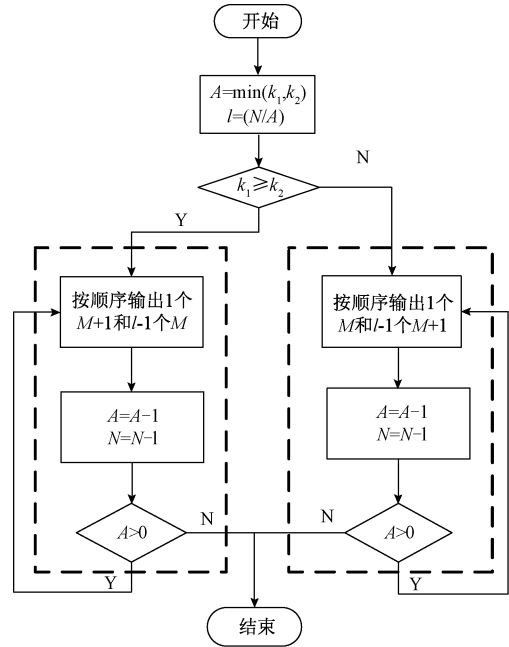 开始
A=min(k₁,k₂)
l=(N/A)
N
k₁⩾k₂
Y
按顺序输出1个
M+1和l-1个M
按顺序输出1个
M和l-1个M+1
A=A−1
N=N−l
A=A−1
N=N−l
A>0
N
N
A>0
Y
Y
结束